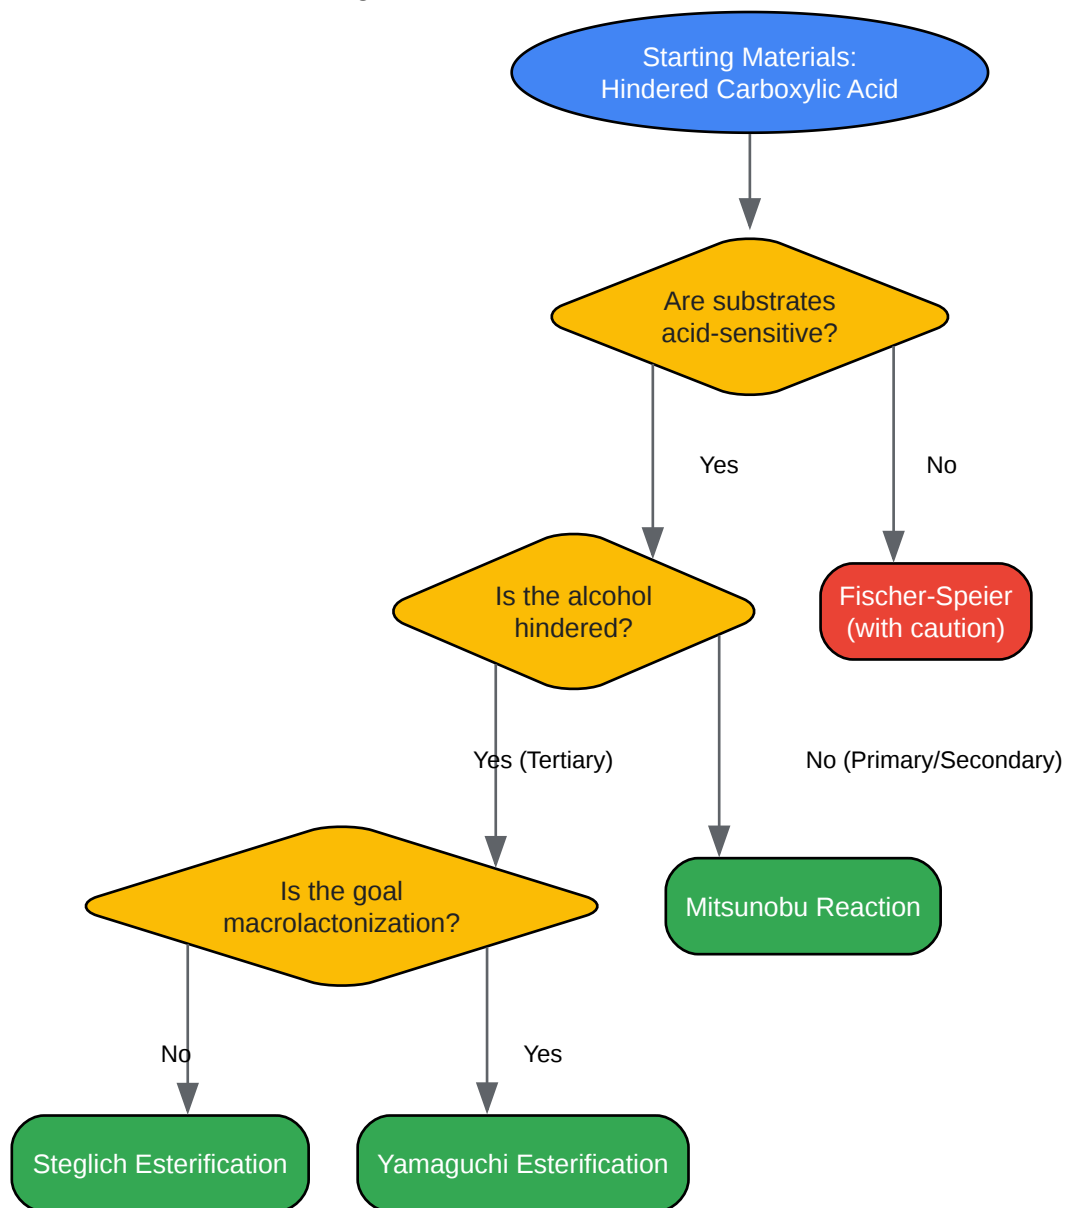 Starting Materials:
Hindered Carboxylic Acid
Are substrates
acid-sensitive?
Yes
No
Is the alcohol
hindered?
Fischer-Speier
(with caution)
Yes (Tertiary)
No (Primary/Secondary)
Is the goal
macrolactonization?
Mitsunobu Reaction
No
Yes
Steglich Esterification
Yamaguchi Esterification